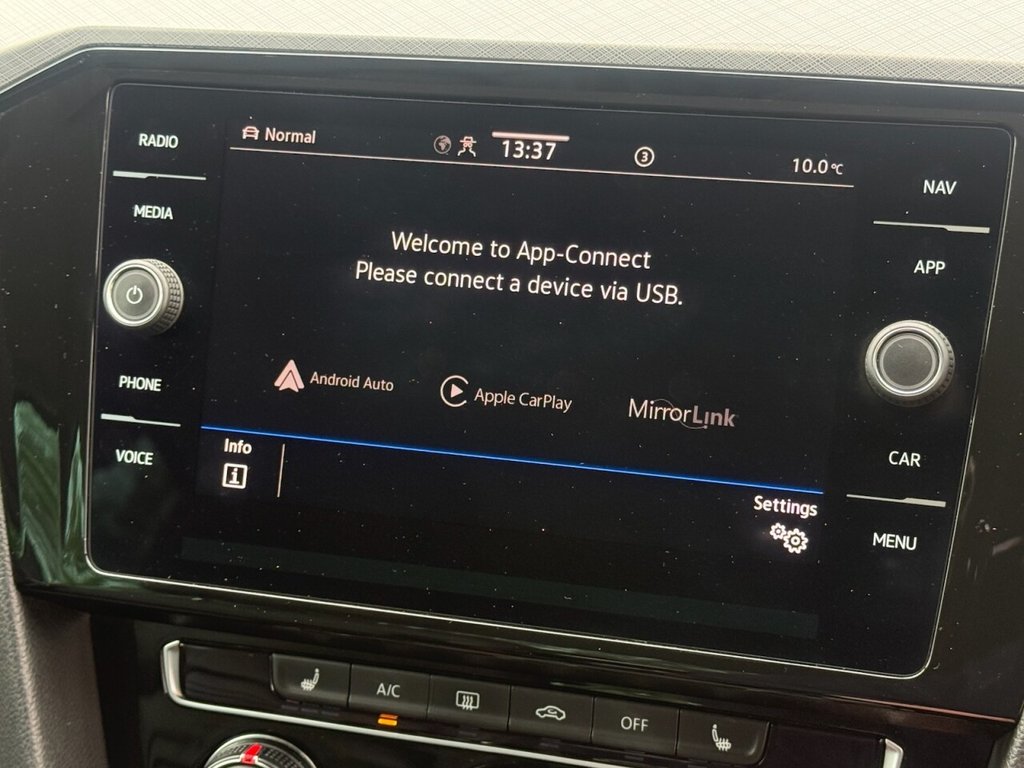 RADIO
MEDIA
PHONE
VOICE
Normal
13:37
3
10.0 °C
Welcome to App-Connect
Please connect a device via USB.
Android Auto
Apple CarPlay
MirrorLink
Info
i
Settings
NAV
APP
CAR
MENU
A/C
OFF